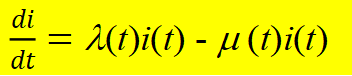 di/dt = λ(t)i(t) - μ (t)i(t)